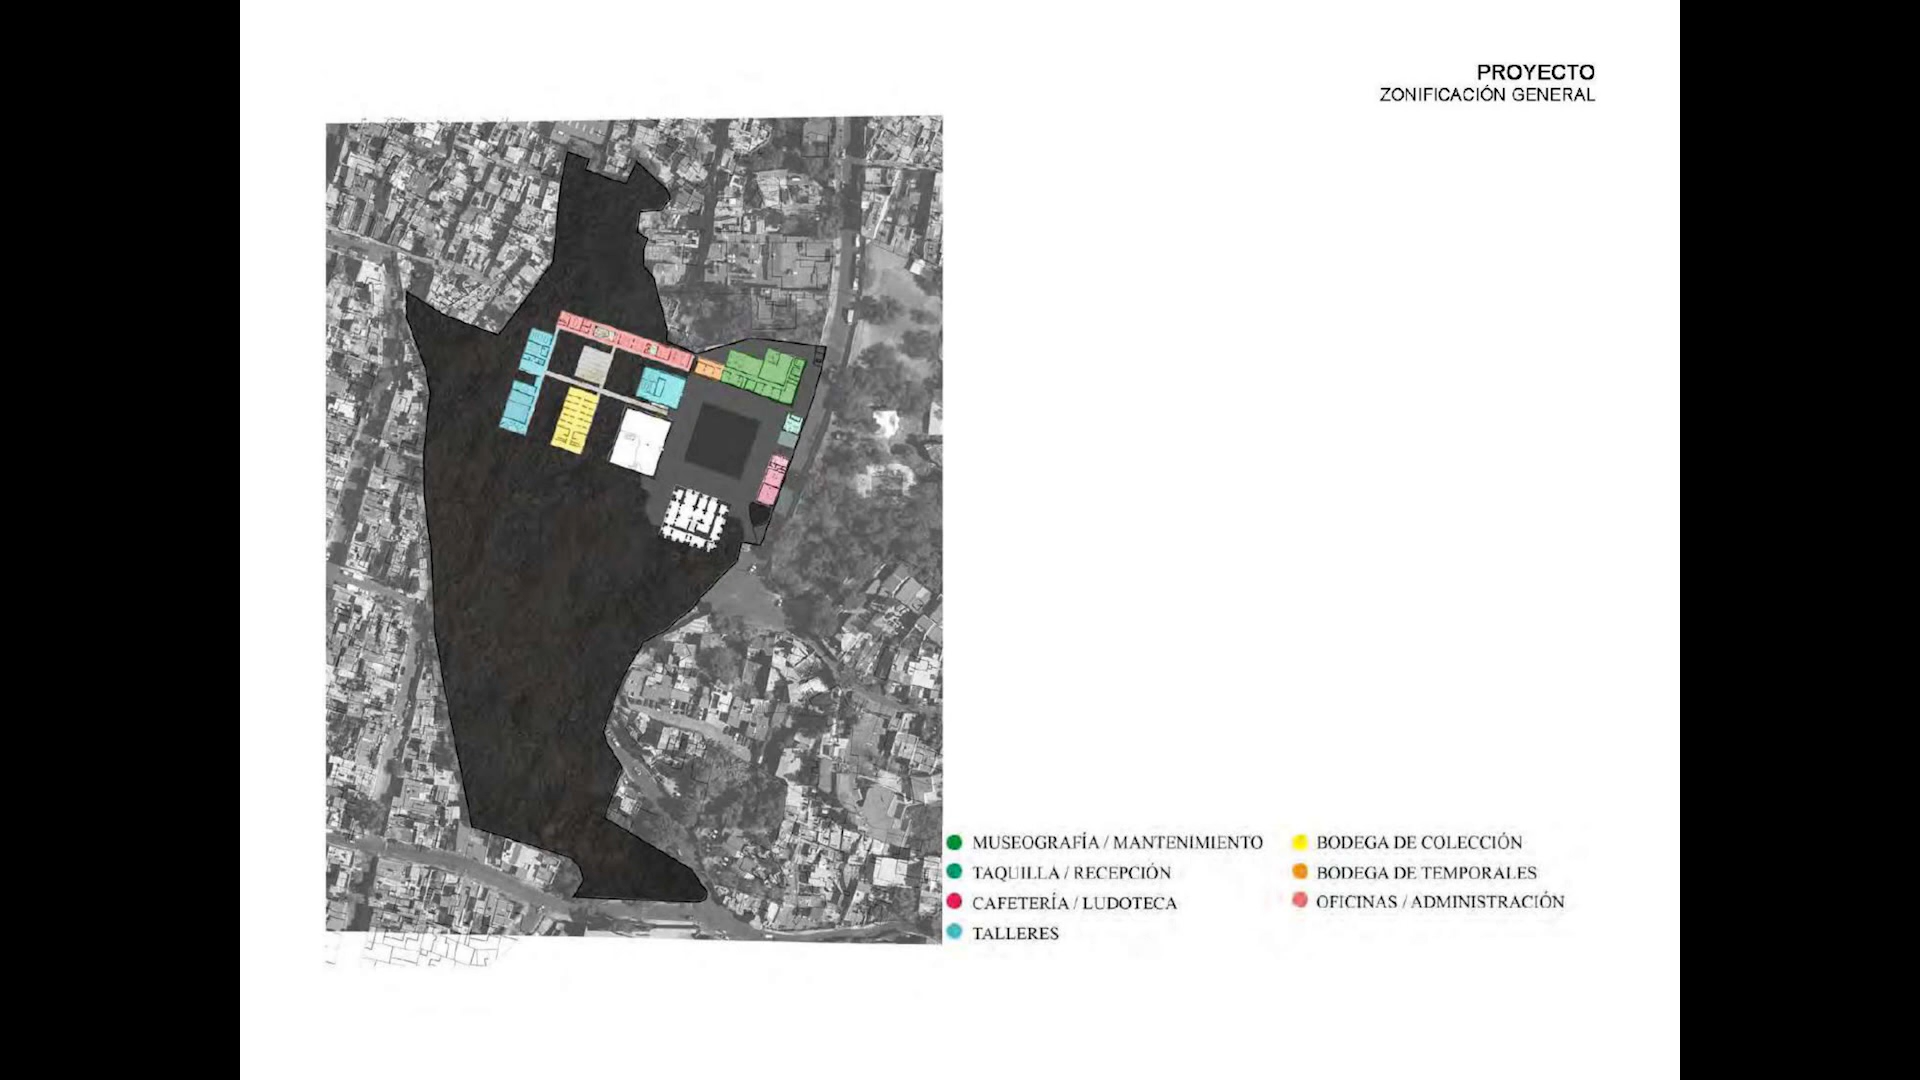 PROYECTO
ZONIFICACIÓN GENERAL
MUSEOGRAFÍA / MANTENIMIENTO
TAQUILLA / RECEPCIÓN
CAFETERÍA / LUDOTECA
TALLERES
BODEGA DE COLECCIÓN
BODEGA DE TEMPORALES
OFICINAS / ADMINISTRACIÓN